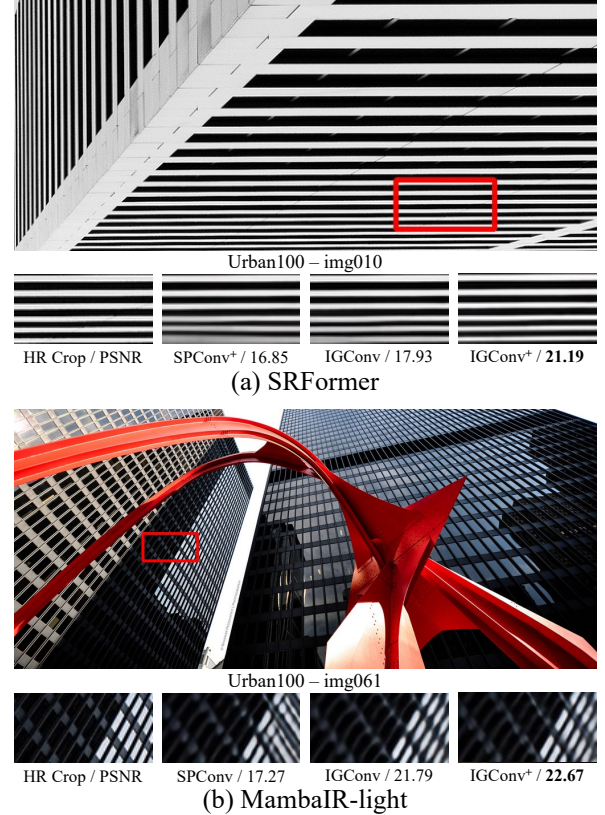 Urban100 – img010
HR Crop / PSNR SPConv⁺ / 16.85 IGConv / 17.93 IGConv⁺ / 21.19
(a) SRFormer
Urban100 – img061
HR Crop / PSNR SPConv / 17.27 IGConv / 21.79 IGConv⁺ / 22.67
(b) MambaIR-light